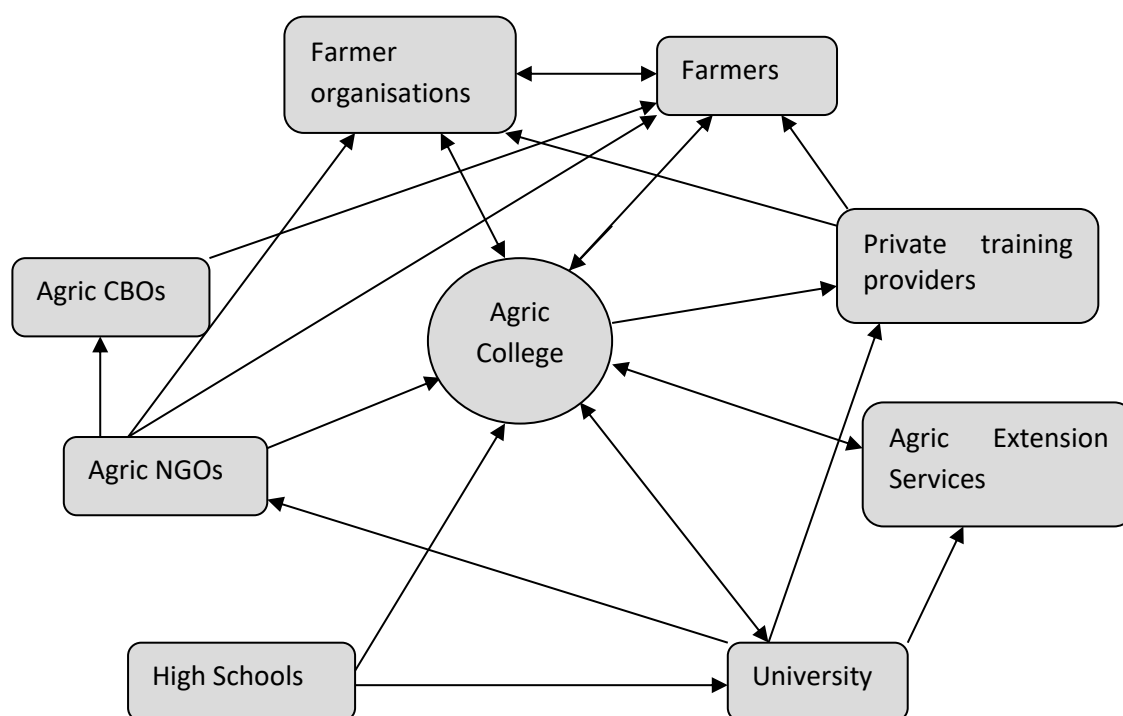 Farmer
organisations
Farmers
Private training
providers
Agric CBOs
Agric
College
Agric Extension
Services
Agric NGOs
High Schools
University